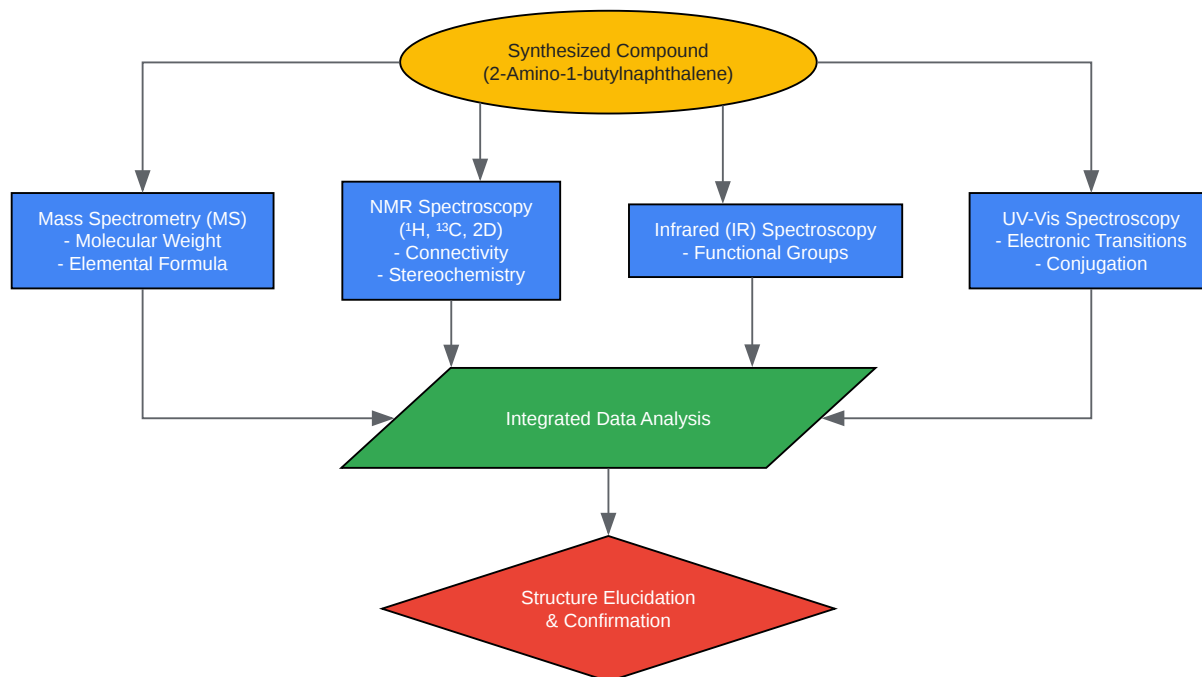 Synthesized Compound
(2-Amino-1-butylnaphthalene)
Mass Spectrometry (MS)
- Molecular Weight
- Elemental Formula
NMR Spectroscopy
(¹H, ¹³C, 2D)
- Connectivity
- Stereochemistry
Infrared (IR) Spectroscopy
- Functional Groups
UV-Vis Spectroscopy
- Electronic Transitions
- Conjugation
Integrated Data Analysis
Structure Elucidation
& Confirmation